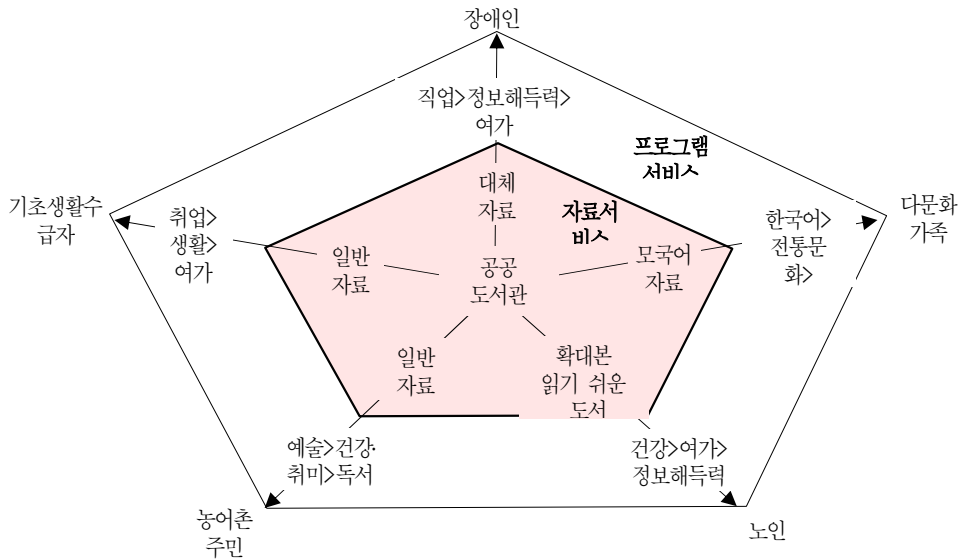 장애인
직업>정보해득력>
여가
프로그램
서비스
대체
자료
자료서
비스
기초생활수
급자
취업>
생활>
여가
일반
자료
공공
도서관
모국어
자료
한국어>
전통문
화>
다문화
가족
일반
자료
확대본
읽기 쉬운
도서
예술>건강·
취미>독서
건강>여가>
정보해득력
농어촌
주민
노인